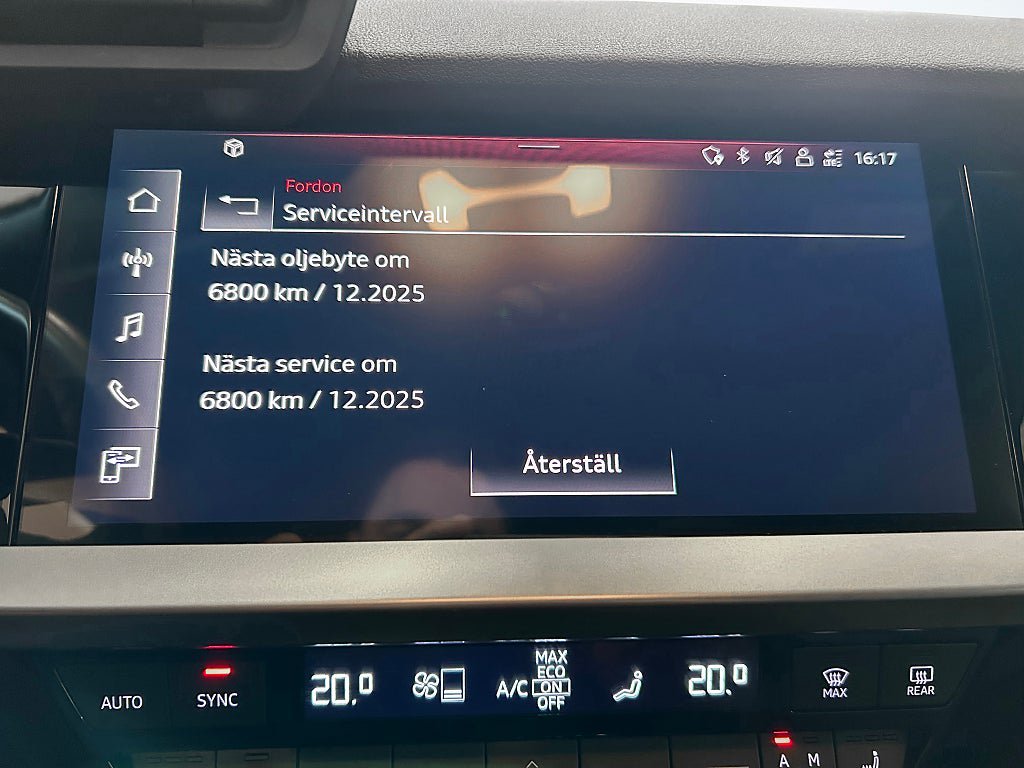 16:17
Fordon
Serviceintervall
Nästa oljebyte om
6800 km / 12.2025
Nästa service om
6800 km / 12.2025
Återställ
AUTO
SYNC
20.0
A/C
MAX
ECO
ON
OFF
20.0
MAX
REAR
A M